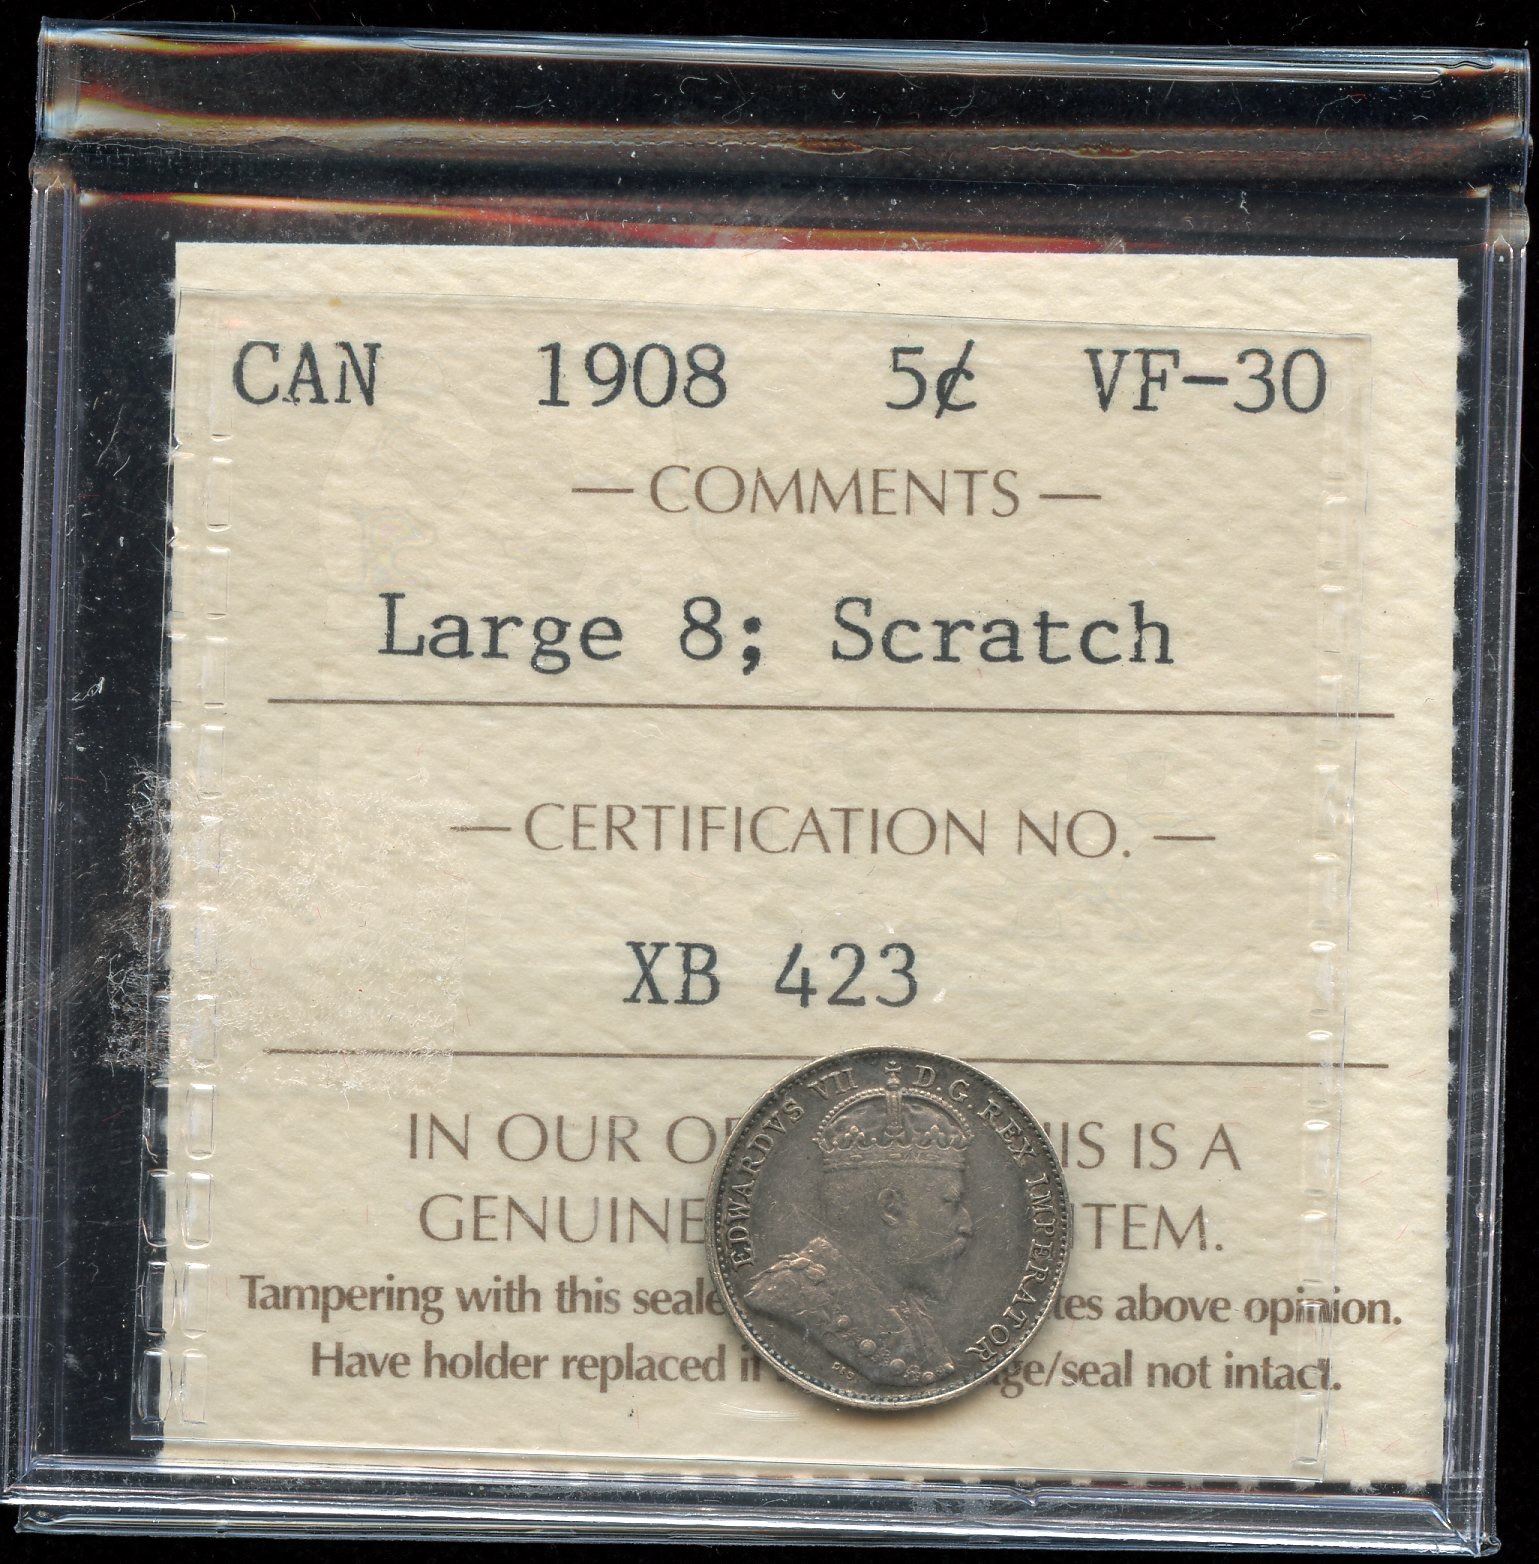 CAN 1908 5¢ VF-30
— COMMENTS —
Large 8; Scratch
— CERTIFICATION NO. —
XB 423
IN OUR O IS IS A
GENUINE TEM.
Tampering with this seale tes above opinion.
Have holder replaced i ge/seal not intact.
EDWARDVS VII D.G. REX IMPERATOR